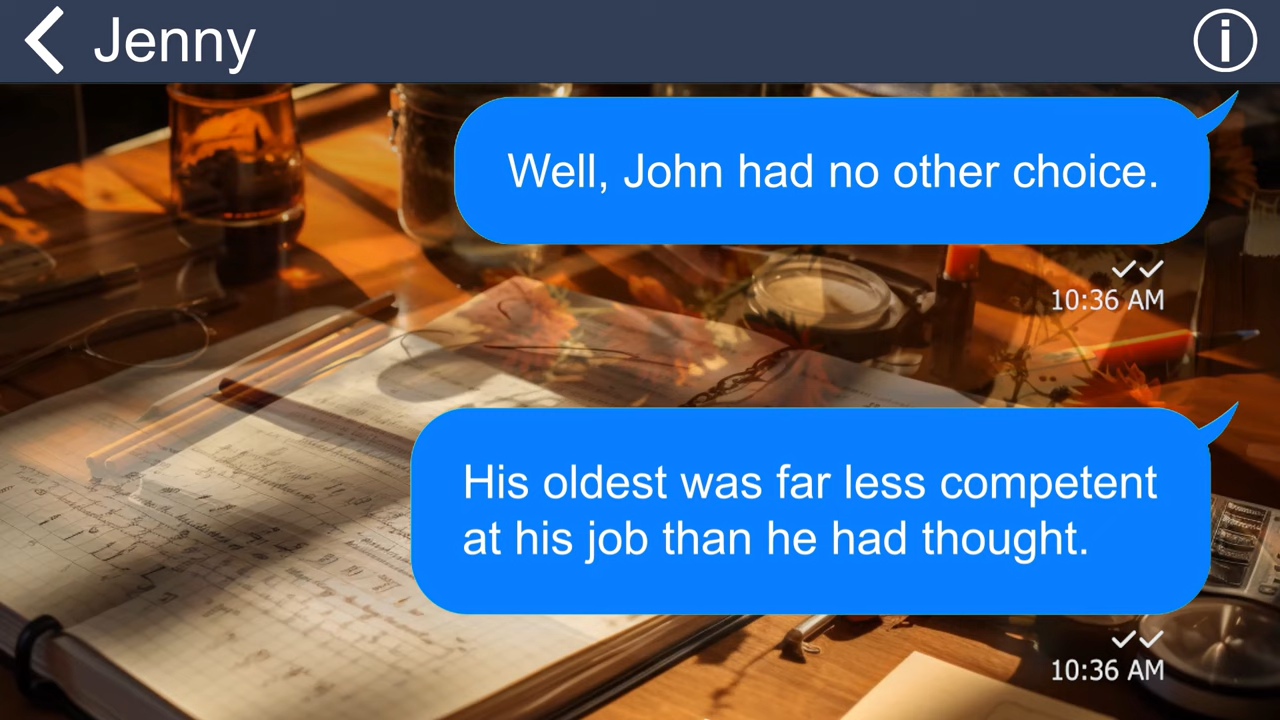 Jenny
Well, John had no other choice.
10:36 AM
His oldest was far less competent
at his job than he had thought.
10:36 AM